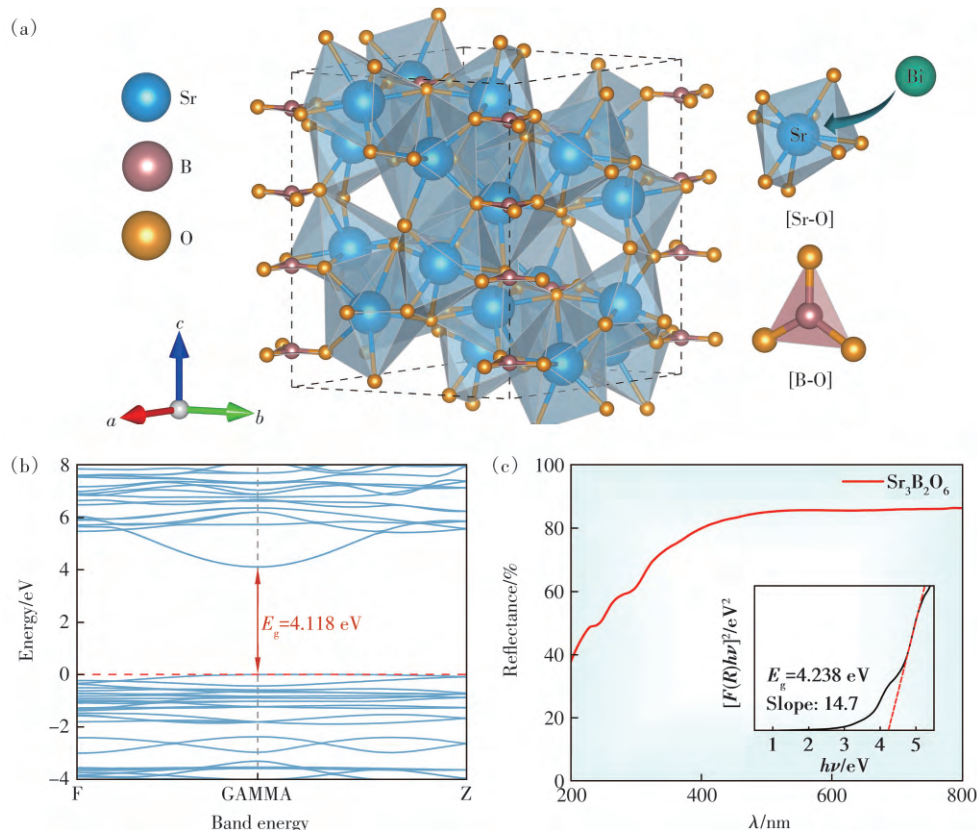 (a)
Sr
B
O
c
a
b
Bi
Sr
[Sr-O]
[B-O]
(b)
8
6
4
2
0
−2
−4
Energy/eV
E_g=4.118 eV
F
GAMMA
Z
Band energy
(c)
100
80
60
40
20
0
Reflectance/%
Sr₃B₂O₆
[F(R)hν]²/eV²
E_g=4.238 eV
Slope: 14.7
1 2 3 4 5
hν/eV
200 400 600 800
λ/nm